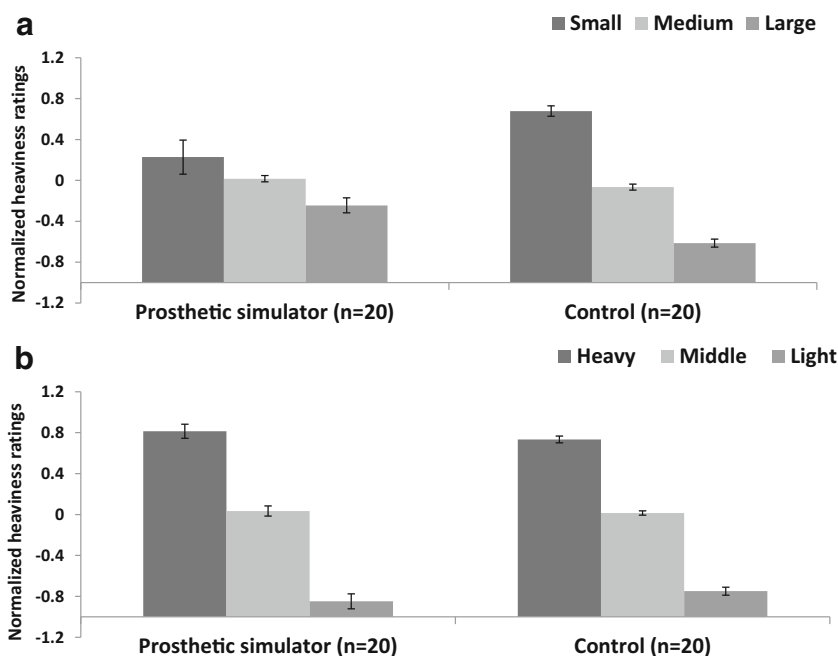 a
Small Medium Large
Normalized heaviness ratings
1.2
0.8
0.4
0
-0.4
-0.8
-1.2
Prosthetic simulator (n=20) Control (n=20)
b
Heavy Middle Light
Normalized heaviness ratings
1.2
0.8
0.4
0
-0.4
-0.8
-1.2
Prosthetic simulator (n=20) Control (n=20)